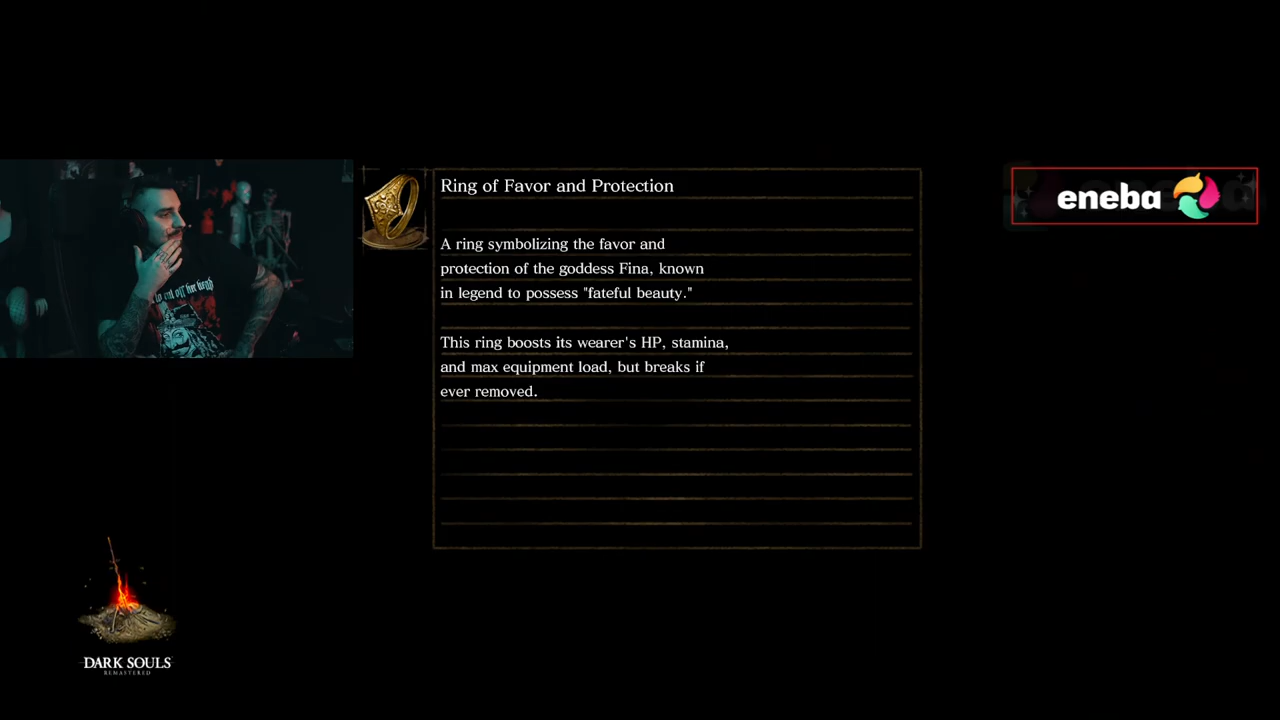 Ring of Favor and Protection
A ring symbolizing the favor and
protection of the goddess Fina, known
in legend to possess "fateful beauty."
This ring boosts its wearer's HP, stamina,
and max equipment load, but breaks if
ever removed.
eneba
DARK SOULS
REMASTERED